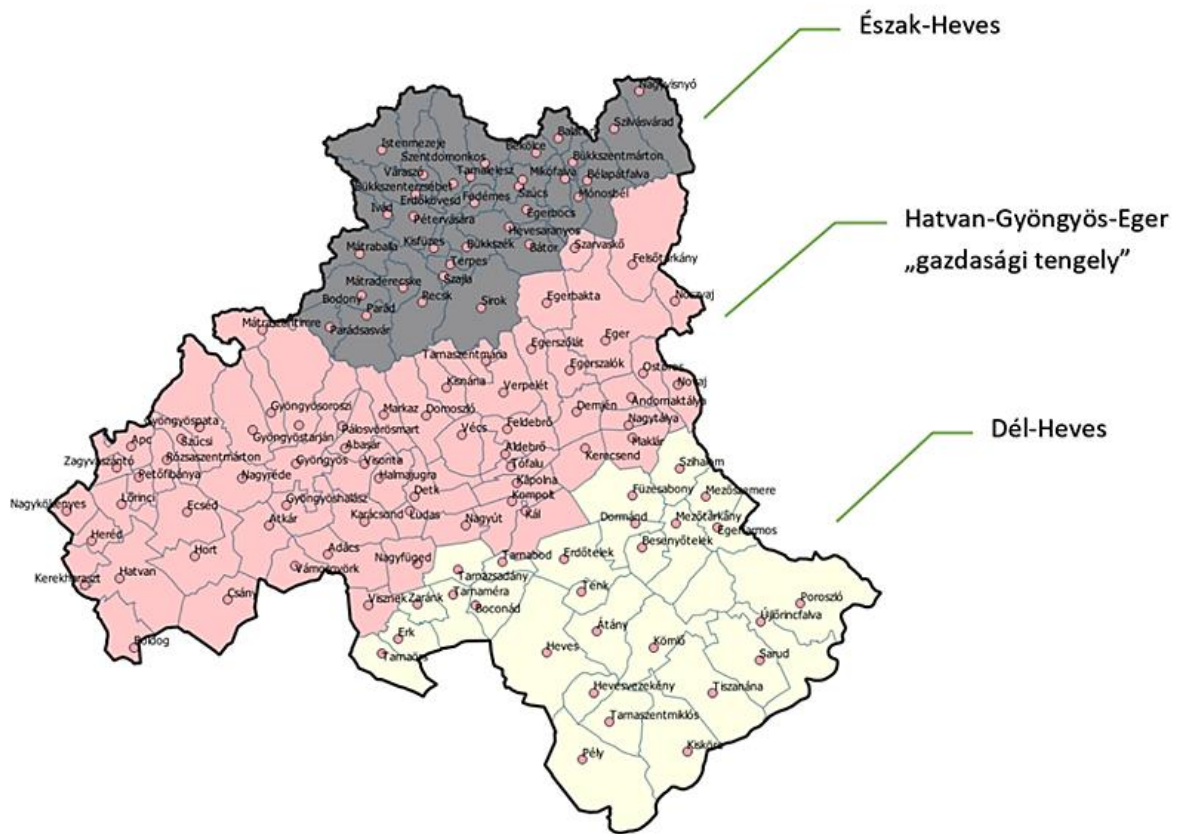 Észak-Heves
Hatvan-Gyöngyös-Eger
„gazdasági tengely”
Dél-Heves
Nagyvisnyó
Szilvásvárad
Istenmezeje
Bekölce
Bükkszentmárton
Szentdomonkos
Váraszó
Tarnalelesz
Mikófalva
Bélapátfalva
Bükkszenterzsébet
Fedémes
Szúcs
Mónosbél
Erdőkövesd
Ivád
Pétervására
Egerbocs
Hevesaranyos
Kisfüzes
Bükkszék
Bátor
Szarvaskő
Mátraballa
Terpes
Felsőtárkány
Szajla
Mátraderecske
Bodony
Recsk
Sirok
Egerbakta
Noszvaj
Parád
Parádsasvár
Mátraszentimre
Eger
Egerszólát
Tarnaszentmária
Egerszalók
Ostoros
Kisnána
Verpelét
Novaj
Andornaktálya
Gyöngyösoroszi
Markaz
Domoszló
Demjén
Gyöngyöspata
Pálosvörösmart
Feldebrő
Nagytálya
Gyöngyöstarján
Vécs
Maklár
Apc
Szűcsi
Abasár
Aldebrő
Kerecsend
Zagyvaszántó
Rózsaszentmárton
Gyöngyös
Visonta
Tófalu
Szihalom
Petőfibánya
Nagyréde
Halmajugra
Kápolna
Nagykökényes
Lőrinci
Gyöngyöshalász
Detk
Kompolt
Füzesabony
Mezőszemere
Ecséd
Karácsond
Ludas
Kál
Atkár
Nagyút
Dormánd
Mezőtárkány
Egerfarmos
Heréd
Hort
Adács
Besenyőtelek
Vámosgyörk
Nagyfüged
Tarnabod
Erdőtelek
Kerekharaszt
Hatvan
Tarnazsadány
Csány
Visznek
Zaránk
Tarnaméra
Tenk
Boconád
Poroszló
Újlőrincfalva
Boldog
Erk
Átány
Tarnaörs
Heves
Kömlő
Sarud
Hevesvezekény
Tiszanána
Tarnaszentmiklós
Pély
Kisköre